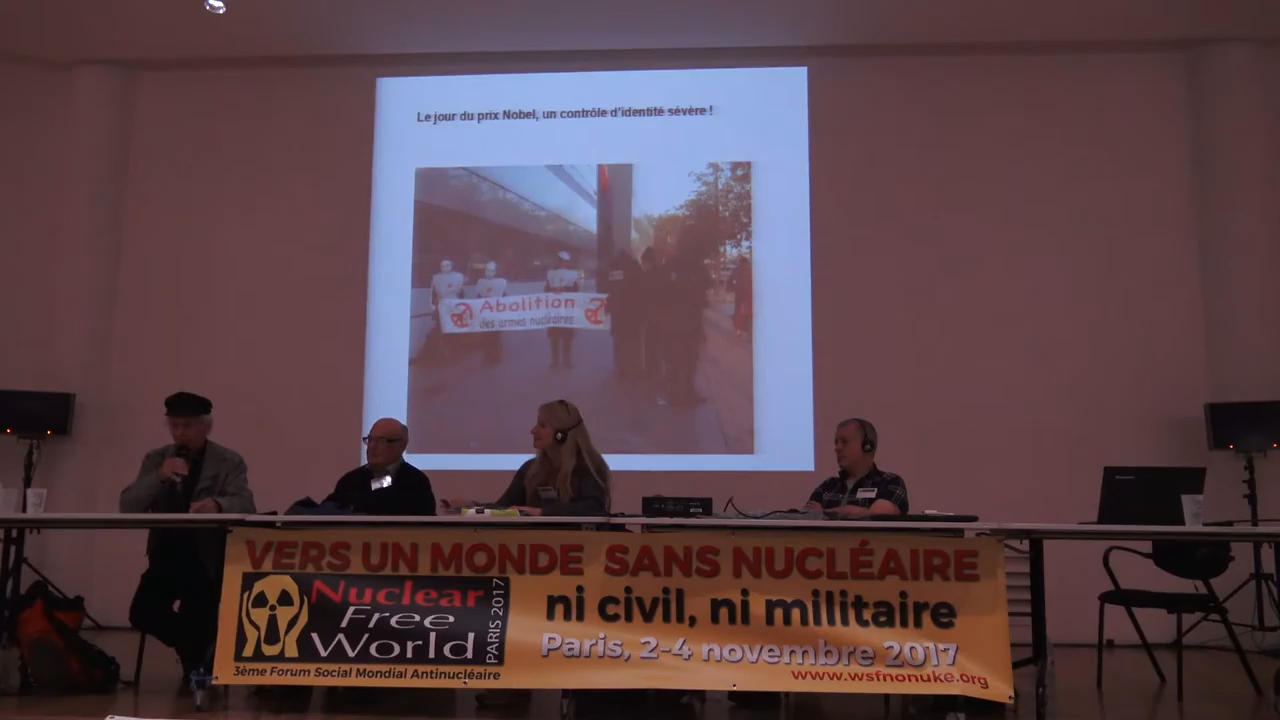 Le jour du prix Nobel, un contrôle d'identité sévère !
Abolition
des armes nucléaires
VERS UN MONDE SANS NUCLÉAIRE
Nuclear
Free
World
PARIS 2017
ni civil, ni militaire
Paris, 2-4 novembre 2017
3ème Forum Social Mondial Antinucléaire
www.wsfnonuke.org